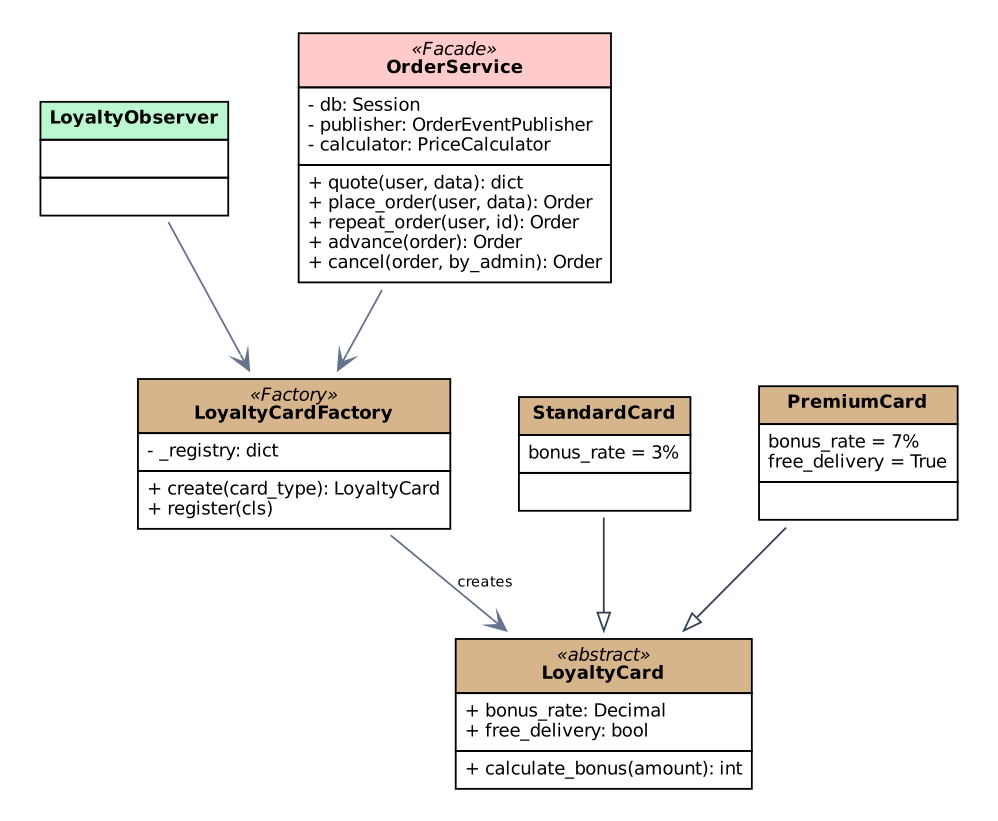 «Facade»
OrderService
- db: Session
- publisher: OrderEventPublisher
- calculator: PriceCalculator
+ quote(user, data): dict
+ place_order(user, data): Order
+ repeat_order(user, id): Order
+ advance(order): Order
+ cancel(order, by_admin): Order
LoyaltyObserver
«Factory»
LoyaltyCardFactory
- _registry: dict
+ create(card_type): LoyaltyCard
+ register(cls)
StandardCard
bonus_rate = 3%
PremiumCard
bonus_rate = 7%
free_delivery = True
creates
«abstract»
LoyaltyCard
+ bonus_rate: Decimal
+ free_delivery: bool
+ calculate_bonus(amount): int